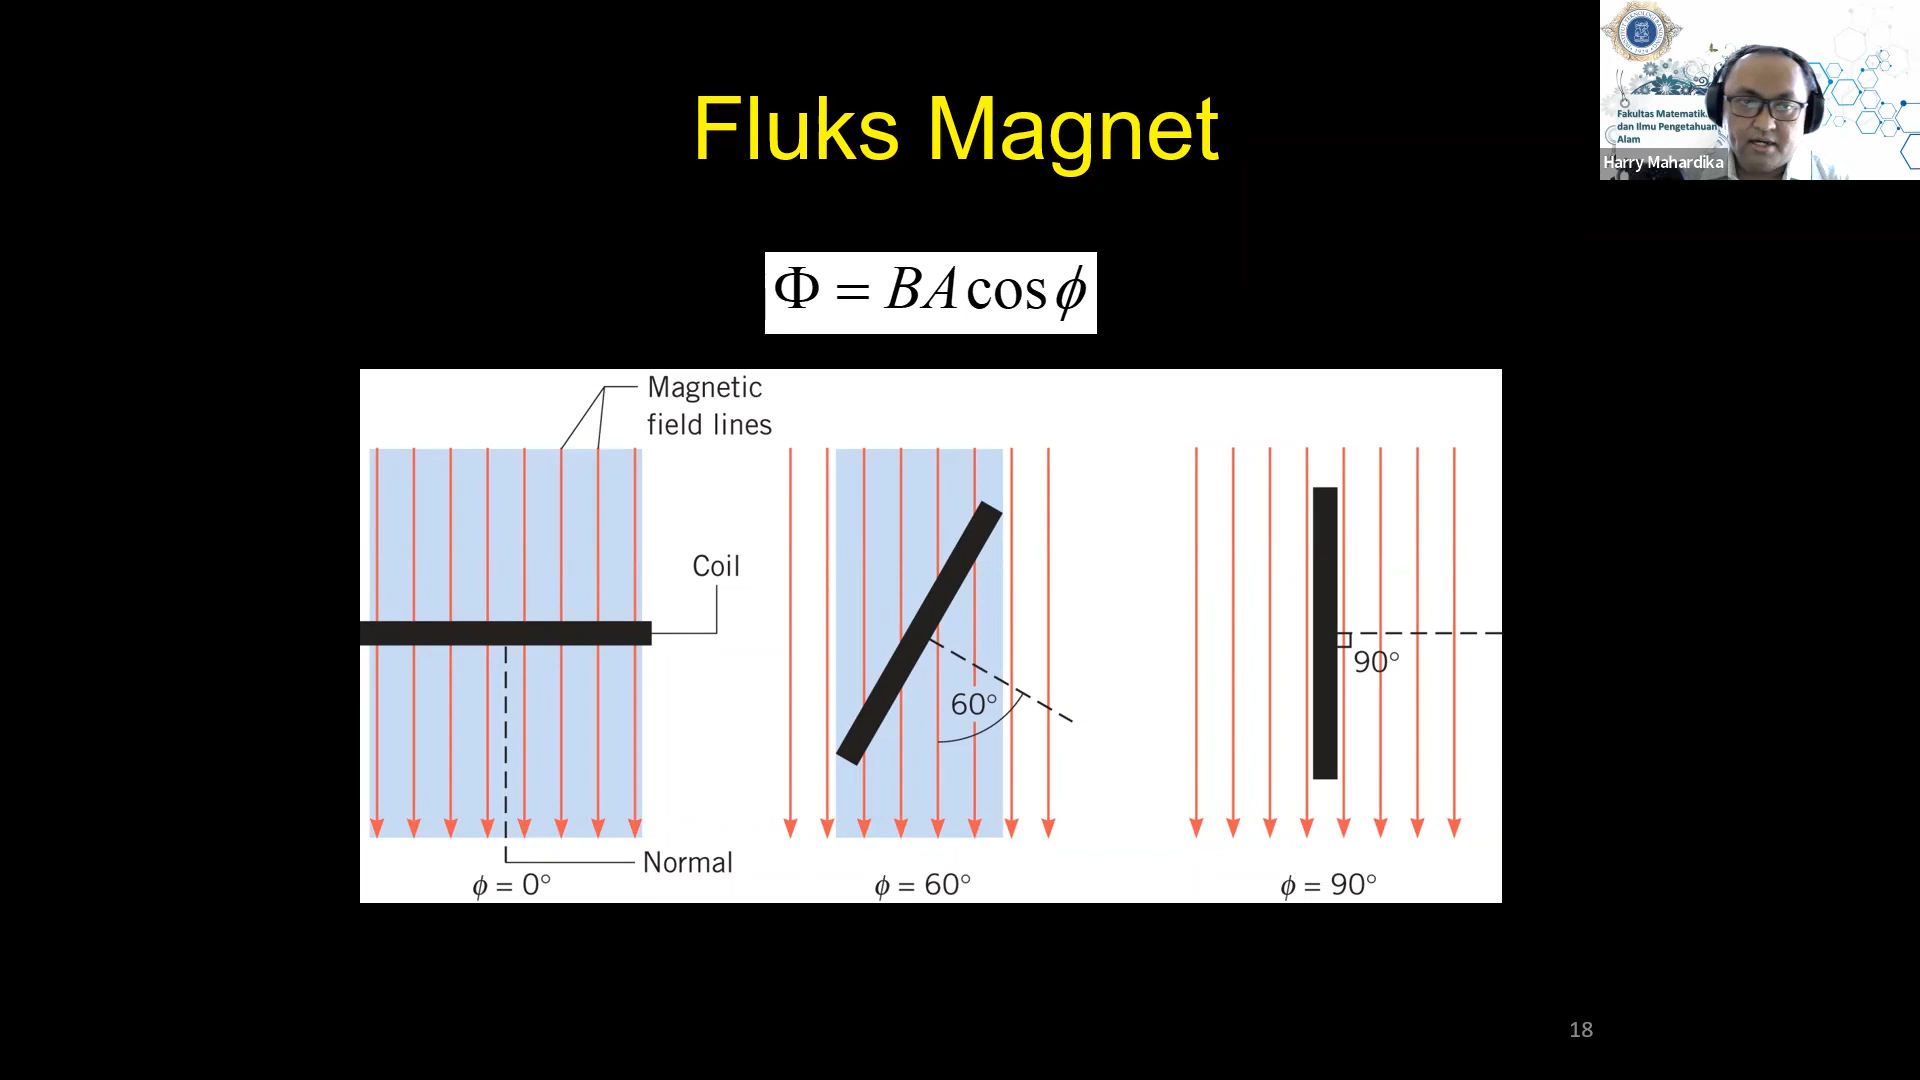 Fluks Magnet
Fakultas Matematik
dan Ilmu Pengetahuan
Alam
Harry Mahardika
Φ = BA cos ϕ
Magnetic
field lines
Coil
60°
90°
Normal
ϕ = 0°
ϕ = 60°
ϕ = 90°
18